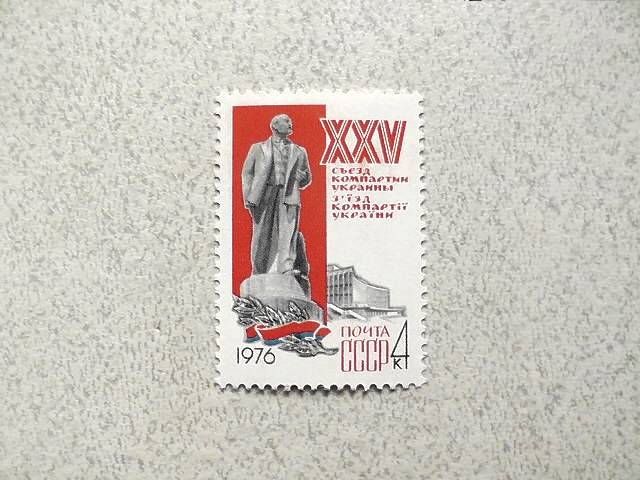 XXV
СЪЕЗД
КОМПАРТИИ
УКРАИНЫ
З'ЇЗД
КОМПАРТІЇ
УКРАЇНИ
1976
ПОЧТА
СССР
4
К